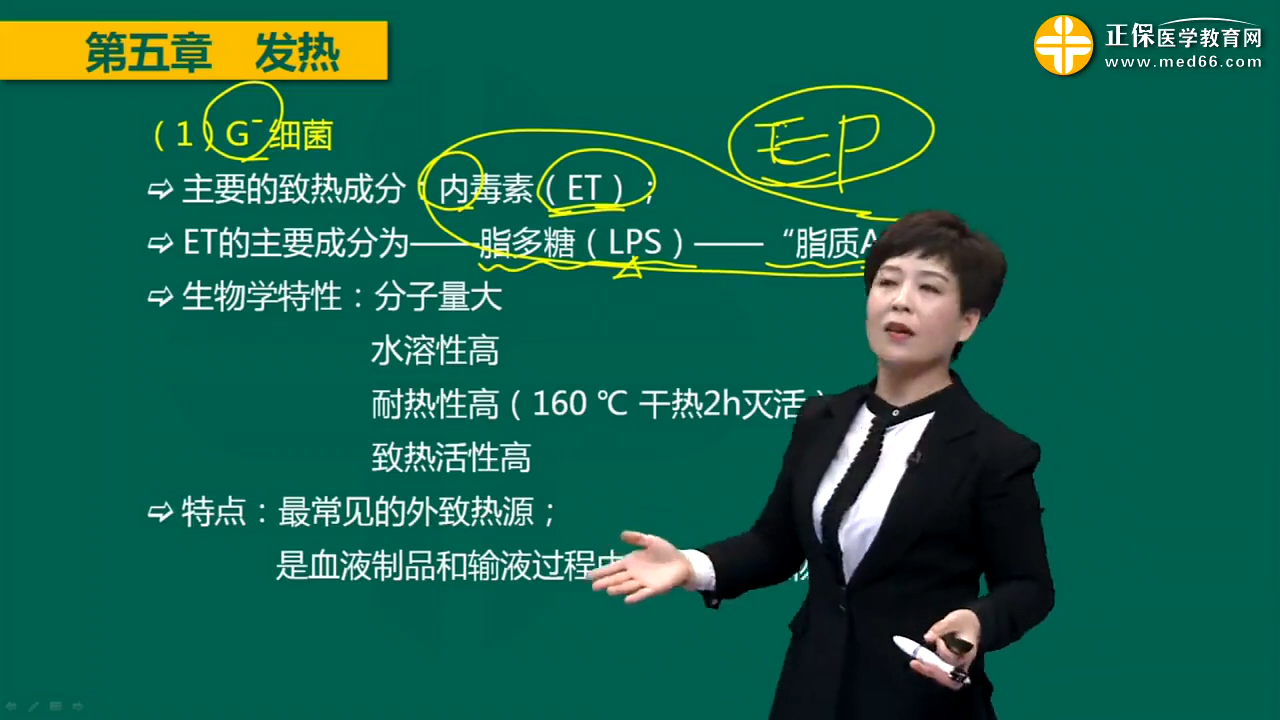 第五章 发热
正保医学教育网
www.med66.com
EP
（1）G⁻细菌
⇨ 主要的致热成分：内毒素（ET）；
⇨ ET的主要成分为——脂多糖（LPS）——“脂质A
⇨ 生物学特性：分子量大
水溶性高
耐热性高（160 ℃ 干热2h灭活）
致热活性高
⇨ 特点：最常见的外致热源；
是血液制品和输液过程中